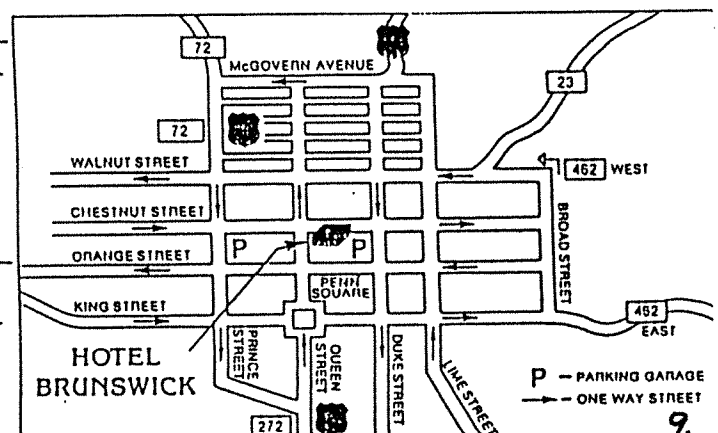 72
McGOVERN AVENUE
23
72
WALNUT STREET
462 WEST
CHESTNUT STREET
BROAD STREET
P
P
ORANGE STREET
PENN
SQUARE
KING STREET
462
EAST
HOTEL
BRUNSWICK
PRINCE
STREET
QUEEN
STREET
DUKE STREET
LIME STREET
P – PARKING GARAGE
– ONE WAY STREET
272
9.